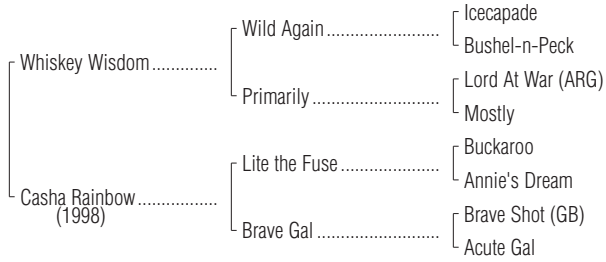 Icecapade
Wild Again ..............................
Bushel-n-Peck
Whiskey Wisdom ..............
Lord At War (ARG)
Primarily ..................................
Mostly
Buckaroo
Lite the Fuse ..........................
Annie's Dream
Casha Rainbow .................
(1998)
Brave Shot (GB)
Brave Gal ................................
Acute Gal